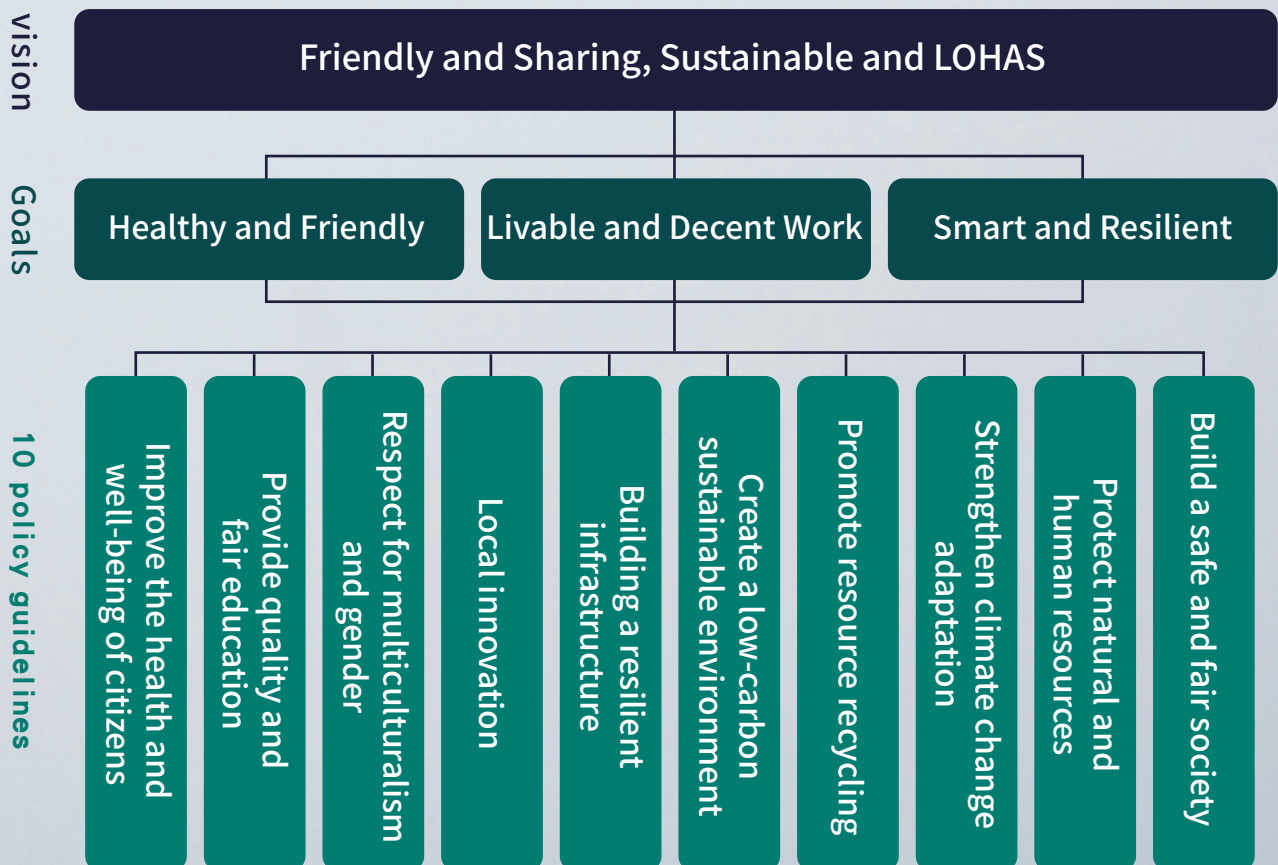 vision
Friendly and Sharing, Sustainable and LOHAS
Goals
Healthy and Friendly
Livable and Decent Work
Smart and Resilient
10 policy guidelines
Improve the health and
well-being of citizens
Provide quality and
fair education
Respect for multiculturalism
and gender
Local innovation
Building a resilient
infrastructure
Create a low-carbon
sustainable environment
Promote resource recycling
Strengthen climate change
adaptation
Protect natural and
human resources
Build a safe and fair society